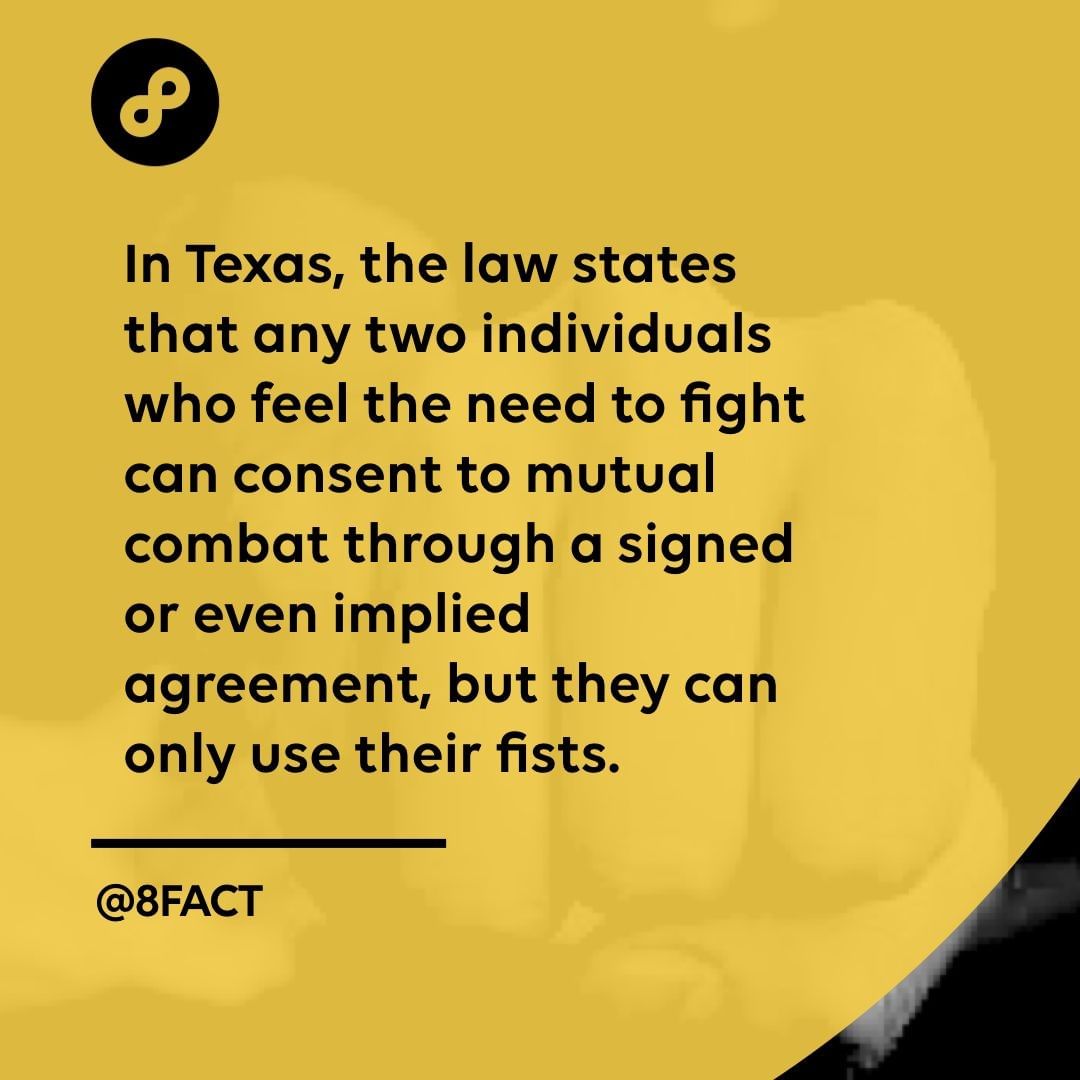 In Texas, the law states
that any two individuals
who feel the need to fight
can consent to mutual
combat through a signed
or even implied
agreement, but they can
only use their fists.
@8FACT